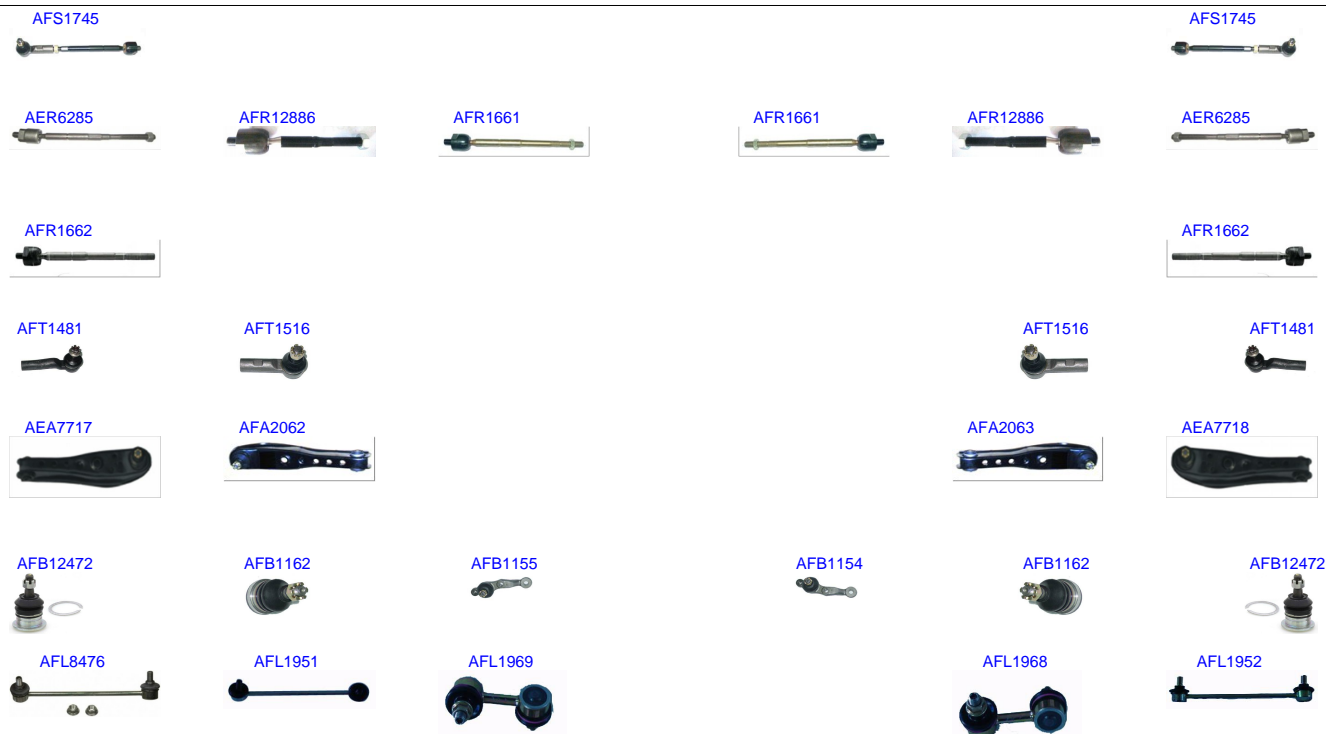 AFS1745 AFS1745
AER6285 AFR12886 AFR1661 AFR1661 AFR12886 AER6285
AFR1662 AFR1662
AFT1481 AFT1516 AFT1516 AFT1481
AEA7717 AFA2062 AFA2063 AEA7718
AFB12472 AFB1162 AFB1155 AFB1154 AFB1162 AFB12472
AFL8476 AFL1951 AFL1969 AFL1968 AFL1952